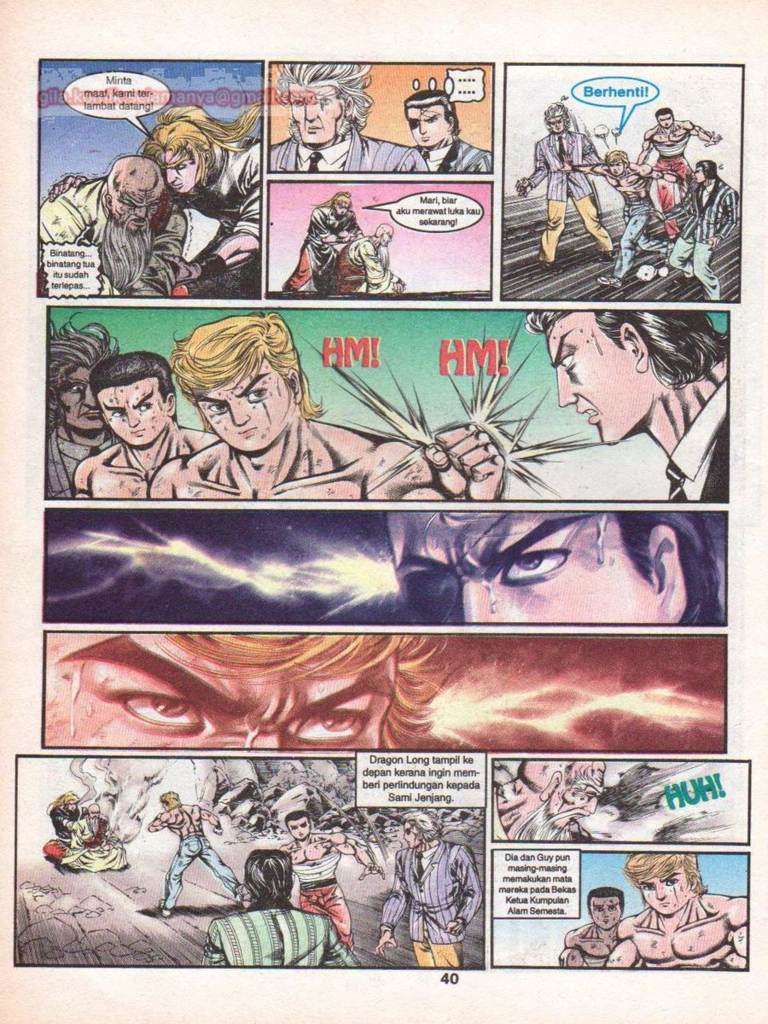 Minta
maaf, kami ter-
lambat datang!
Binatang...
binatang tua
itu sudah
terlepas...
....
Mari, biar
aku merawat luka kau
sekarang!
Berhenti!
HM!
HM!
Dragon Long tampil ke
depan kerana ingin mem-
beri perlindungan kepada
Sami Jenjang.
HUH!
Dia dan Guy pun
masing-masing
memakukan mata
mereka pada Bekas
Ketua Kumpulan
Alam Semesta.
40